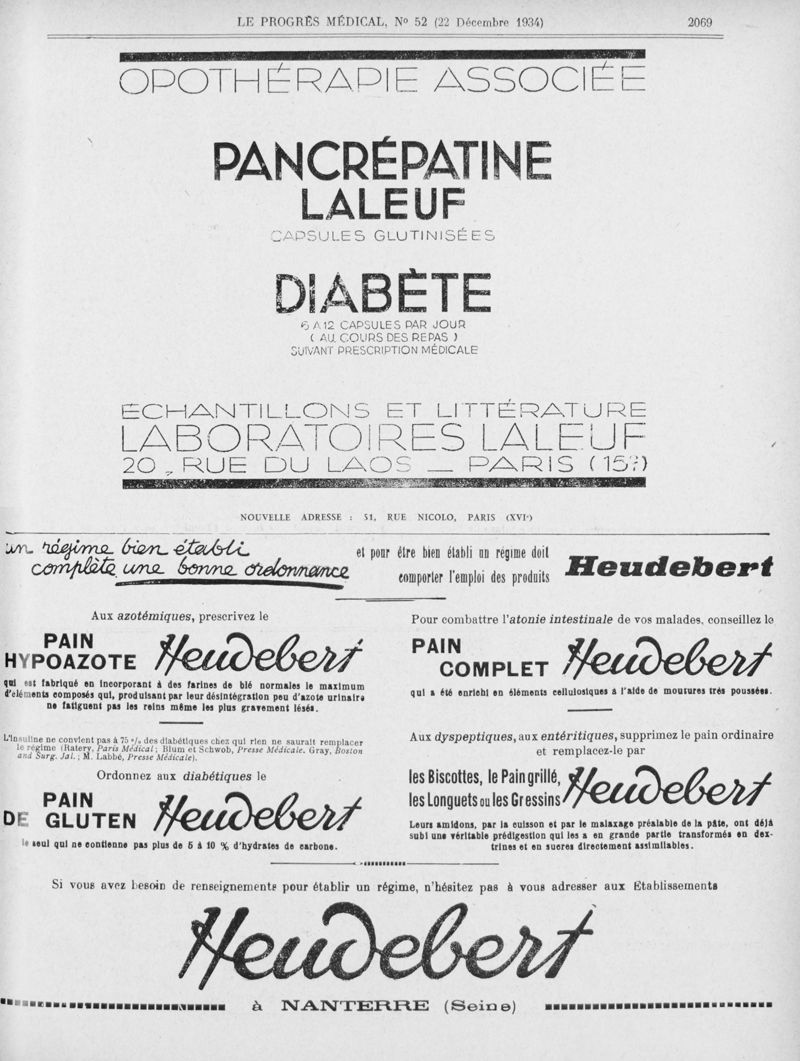 LE PROGRÈS MÉDICAL, No 52 (22 Décembre 1934)
2069
OPOTHÉRAPIE ASSOCIÉE
PANCRÉPATINE
LALEUF
CAPSULES GLUTINISÉES
DIABÈTE
6 A 12 CAPSULES PAR JOUR
( AU COURS DES REPAS )
SUIVANT PRESCRIPTION MÉDICALE
ÉCHANTILLONS ET LITTÉRATURE
LABORATOIRES LALEUF
20, RUE DU LAOS — PARIS (15e)
NOUVELLE ADRESSE : 51, RUE NICOLO, PARIS (XVIe)
un régime bien établi
complète une bonne ordonnance
et pour être bien établi un régime doit
comporter l'emploi des produits
Heudebert
Aux azotémiques, prescrivez le
PAIN
HYPOAZOTÉ Heudebert
qui est fabriqué en incorporant à des farines de blé normales le maximum
d'éléments composés qui, produisant par leur désintégration peu d'azote urinaire
ne fatiguent pas les reins même les plus gravement lésés.
L'insuline ne convient pas à 75 % des diabétiques chez qui rien ne saurait remplacer
le régime (Ratery, Paris Médical ; Blum et Schwob, Presse Médicale, Gray, Boston
and Surg. Jal. ; M. Labbé, Presse Médicale).
Ordonnez aux diabétiques le
PAIN
DE GLUTEN Heudebert
le seul qui ne contienne pas plus de 5 à 10 % d'hydrates de carbone.
Pour combattre l'atonie intestinale de vos malades, conseillez le
PAIN
COMPLET Heudebert
qui a été enrichi en éléments cellulosiques à l'aide de moutures très poussées.
Aux dyspeptiques, aux entéritiques, supprimez le pain ordinaire
et remplacez-le par
les Biscottes, le Pain grillé,
les Longuets ou les Gressins Heudebert
Leurs amidons, par la cuisson et par le malaxage préalable de la pâte, ont déjà
subi une véritable prédigestion qui les a en grande partie transformés en dex-
trines et en sucres directement assimilables.
Si vous avez besoin de renseignements pour établir un régime, n'hésitez pas à vous adresser aux Établissements
Heudebert
à NANTERRE (Seine)